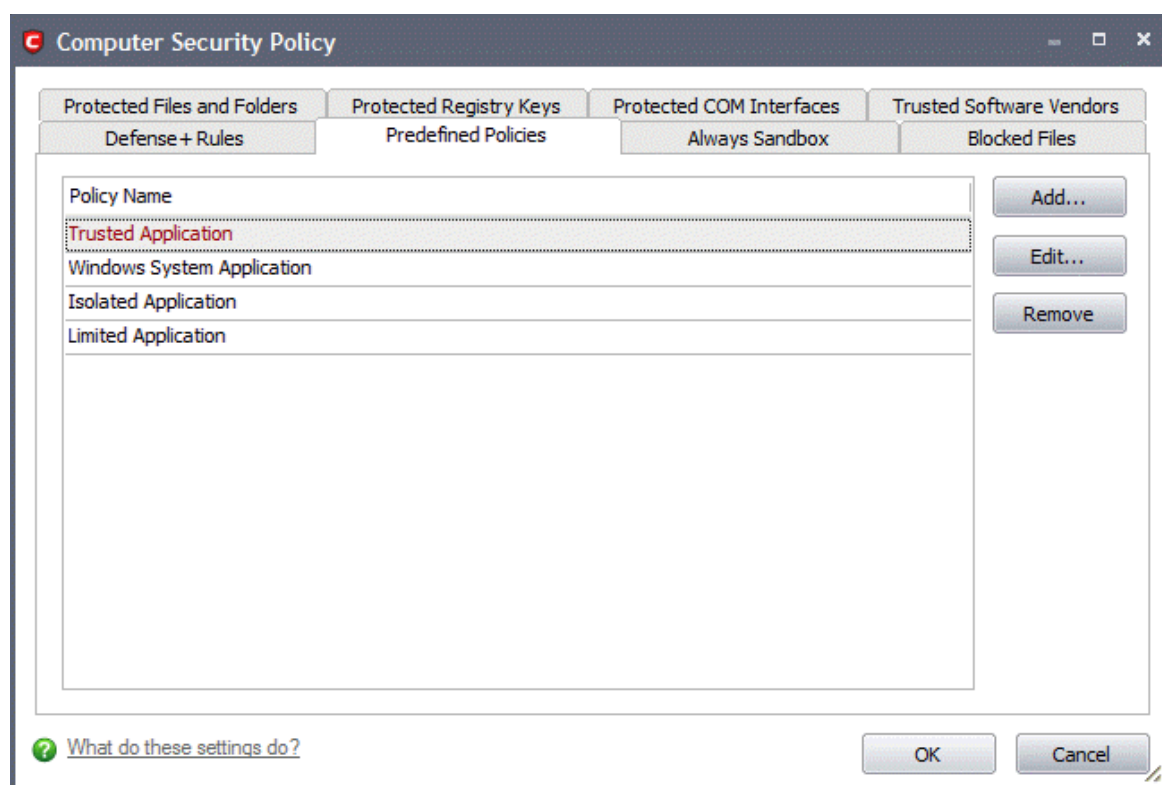 Computer Security Policy
Protected Files and Folders
Protected Registry Keys
Protected COM Interfaces
Trusted Software Vendors
Defense+ Rules
Predefined Policies
Always Sandbox
Blocked Files
Policy Name
Trusted Application
Windows System Application
Isolated Application
Limited Application
Add...
Edit...
Remove
What do these settings do?
OK
Cancel